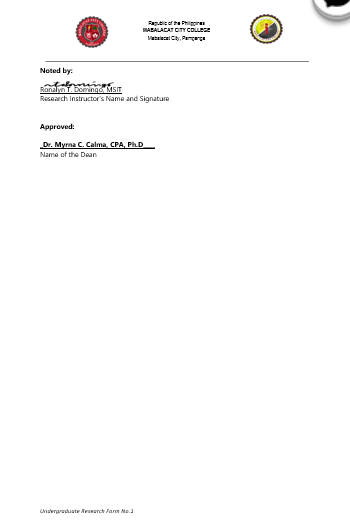 Republic of the Philippines
MABALACAT CITY COLLEGE
Mabalacat City, Pampanga
Noted by:
Ronalyn T. Domingo, MSIT
Research Instructor's Name and Signature
Approved:
_Dr. Myrna C. Calma, CPA, Ph.D___
Name of the Dean
Undergraduate Research Form No.1